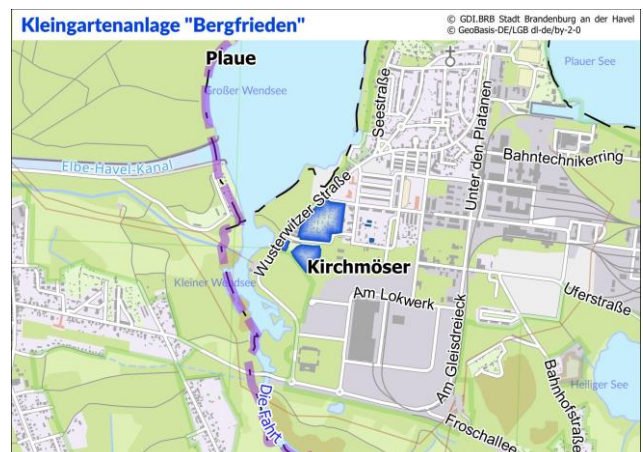 Kleingartenanlage "Bergfrieden"
© GDI.BRB Stadt Brandenburg an der Havel
© GeoBasis-DE/LGB dl-de/by-2-0
Plaue
Großer Wendsee
Plauer See
Seestraße
Unter den Platanen
Bahntechnikerring
Elbe-Havel-Kanal
Wusterwitzer Straße
Kirchmöser
Kleiner Wendsee
Am Lokwerk
Uferstraße
Am Gleisdreieck
Bahnhofstraße
Heiliger See
Die Fahrt
Froschallee